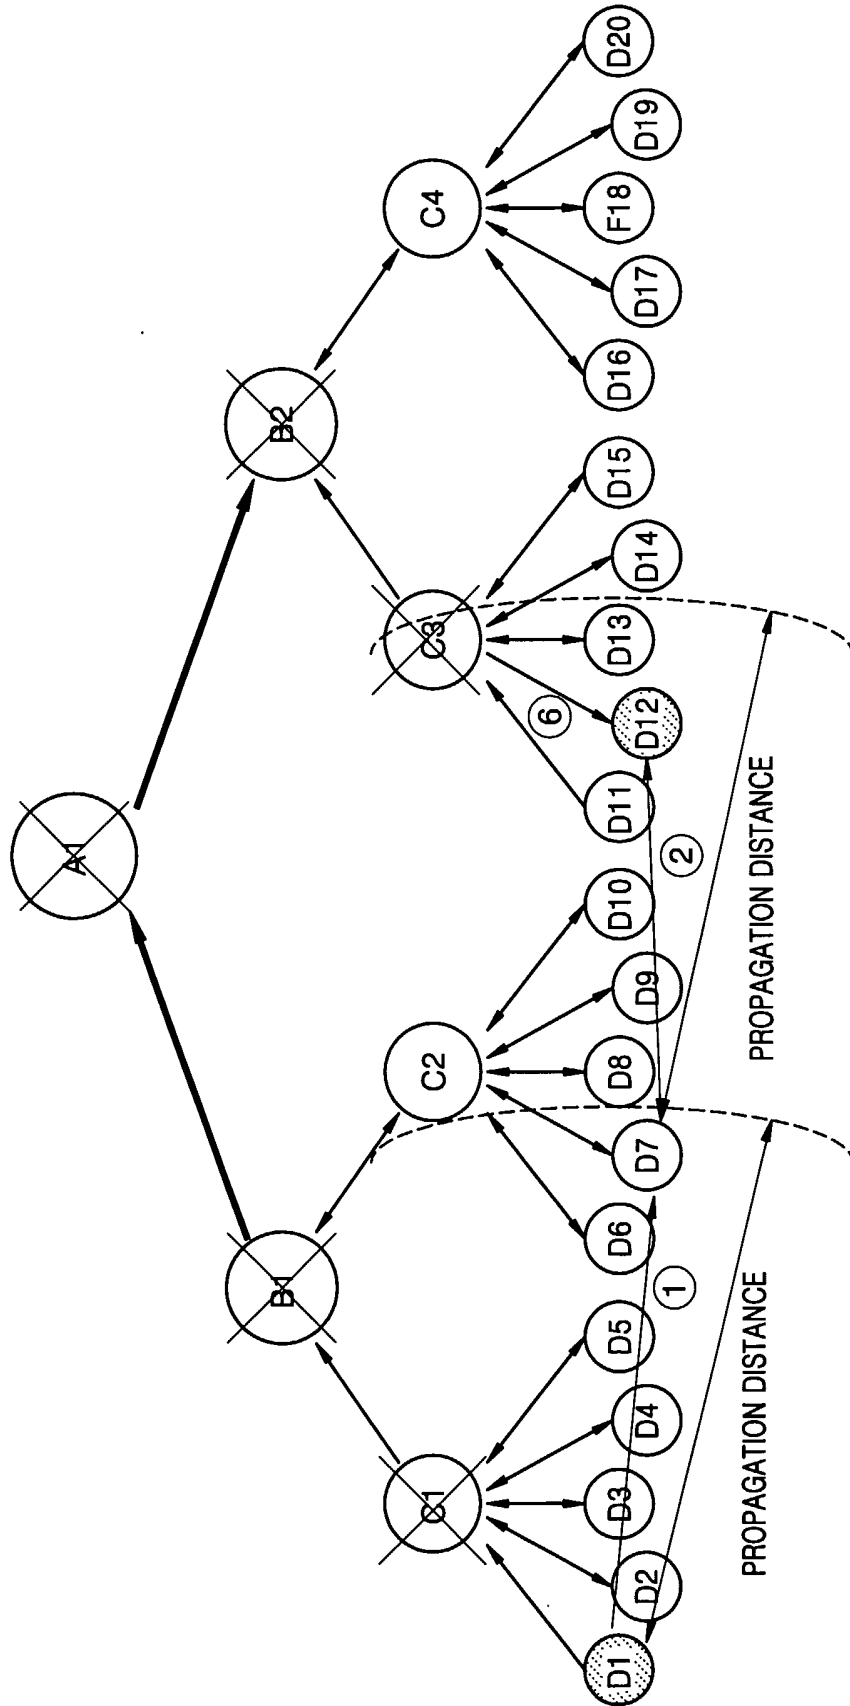 A1
B1
B2
C1
C2
C3
C4
D1
D2
D3
D4
D5
D6
D7
D8
D9
D10
D11
D12
D13
D14
D15
D16
D17
F18
D19
D20
1
2
6
PROPAGATION DISTANCE
PROPAGATION DISTANCE